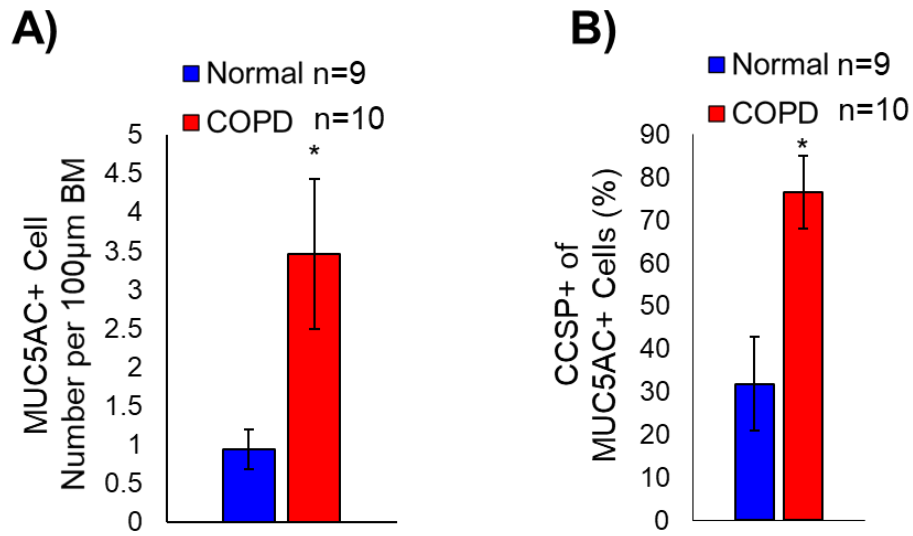 A)
Normal n=9
COPD n=10
MUC5AC+ Cell
Number per 100µm BM
5
4.5
4
3.5
3
2.5
2
1.5
1
0.5
0
*
B)
Normal n=9
COPD n=10
CCSP+ of
MUC5AC+ Cells (%)
90
80
70
60
50
40
30
20
10
0
*